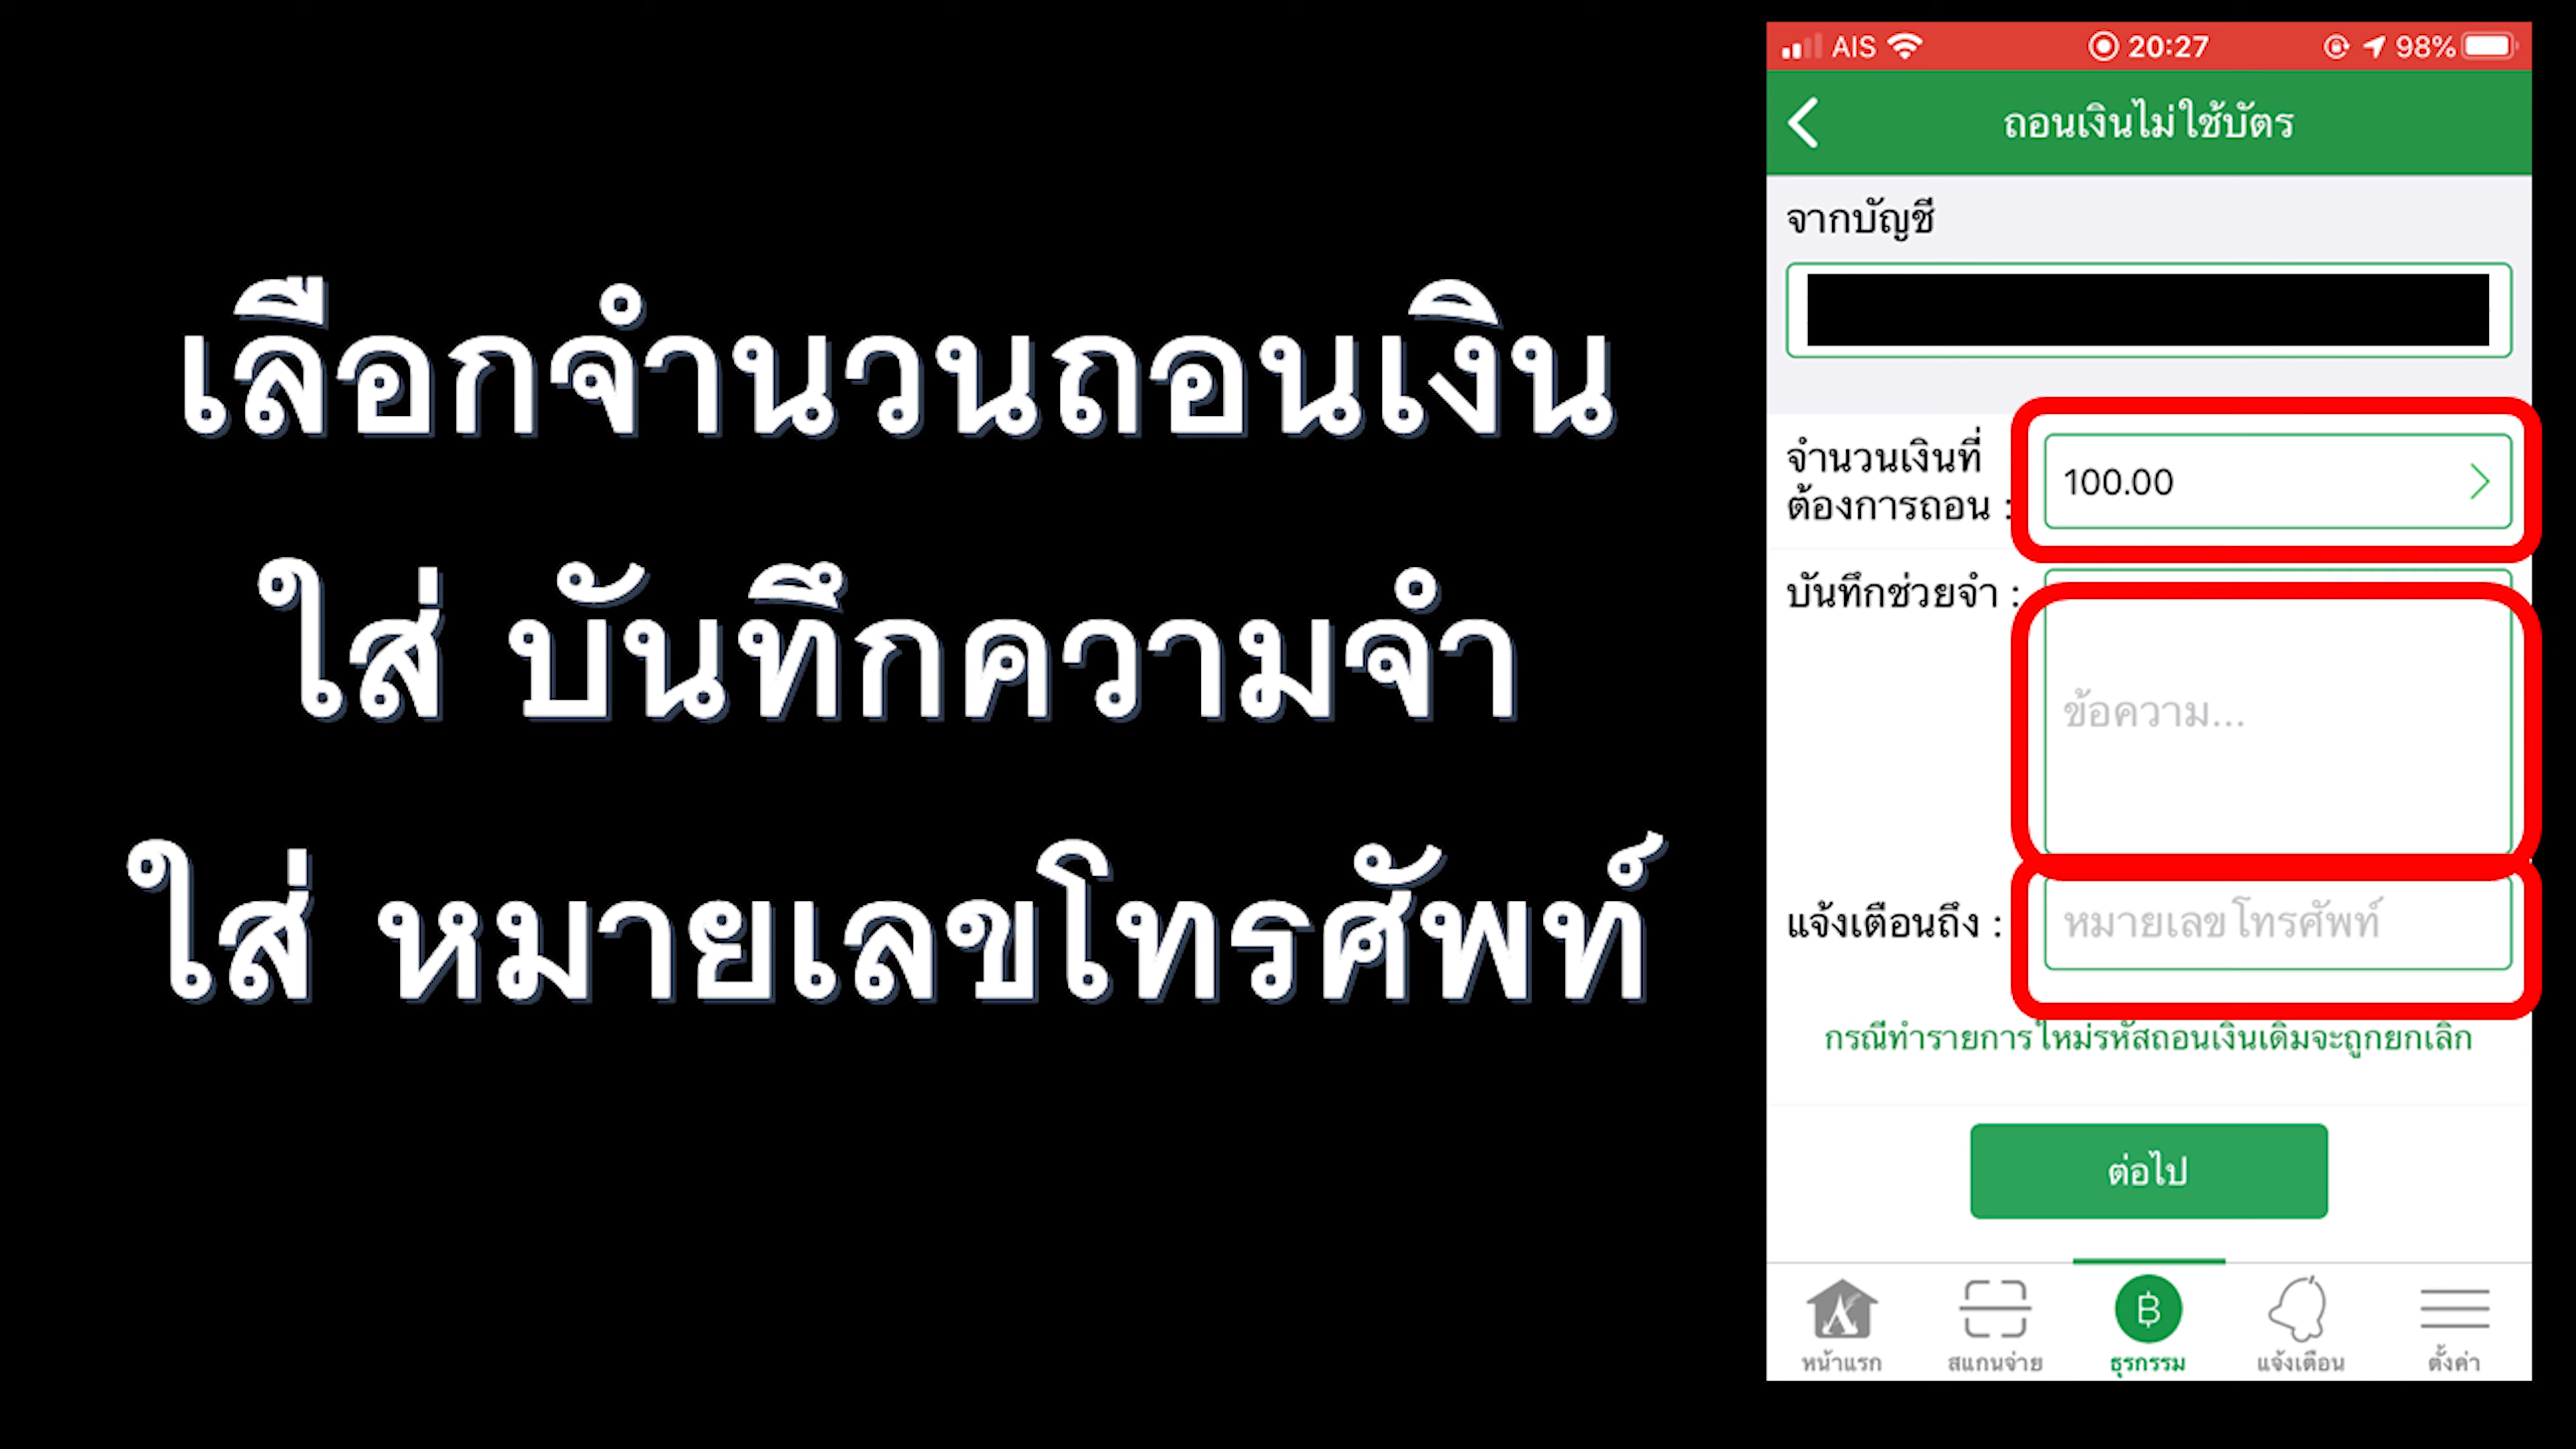 เลือกจำนวนถอนเงิน
ใส่ บันทึกความจำ
ใส่ หมายเลขโทรศัพท์
AIS 20:27 98%
ถอนเงินไม่ใช้บัตร
จากบัญชี
จำนวนเงินที่
ต้องการถอน :
100.00
บันทึกช่วยจำ :
ข้อความ...
แจ้งเตือนถึง :
หมายเลขโทรศัพท์
กรณีทำรายการใหม่รหัสถอนเงินเดิมจะถูกยกเลิก
ต่อไป
หน้าแรก สแกนจ่าย ธุรกรรม แจ้งเตือน ตั้งค่า